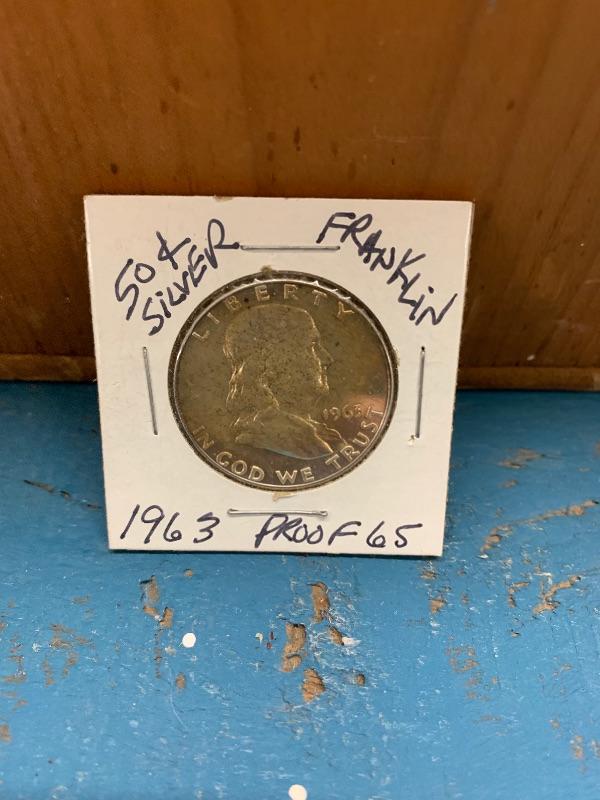 50¢
SILVER
FRANKLIN
LIBERTY
1963
IN GOD WE TRUST
1963 PROOF 65